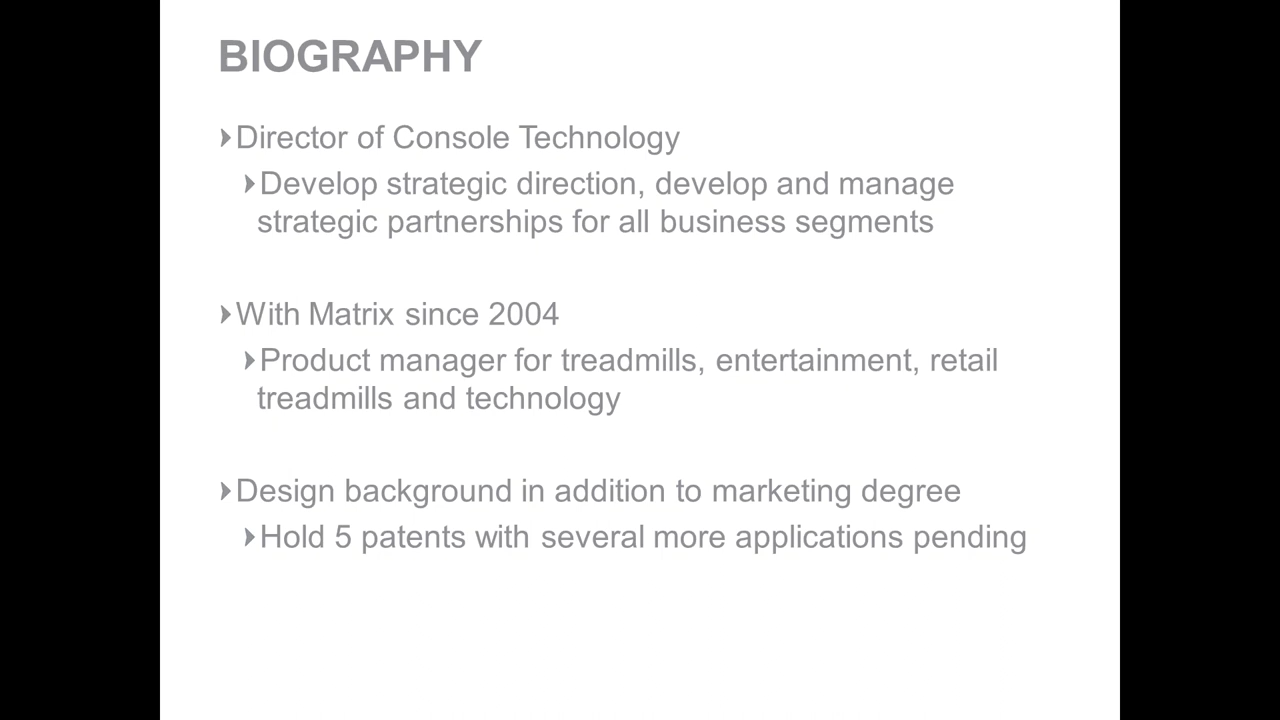 BIOGRAPHY
Director of Console Technology
Develop strategic direction, develop and manage
strategic partnerships for all business segments
With Matrix since 2004
Product manager for treadmills, entertainment, retail
treadmills and technology
Design background in addition to marketing degree
Hold 5 patents with several more applications pending